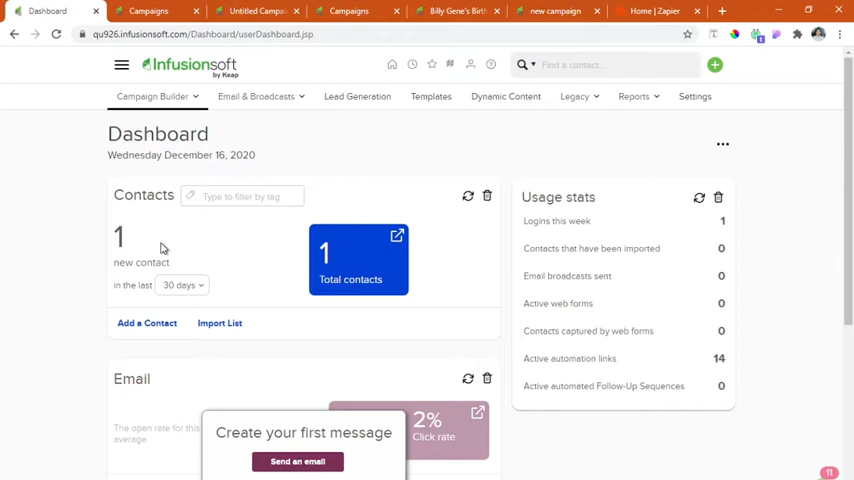 Dashboard
Campaigns
Untitled Campai
Campaigns
Billy Gene's Birth
new campaign
Home | Zapier
qu926.infusionsoft.com/Dashboard/userDashboard.jsp
Infusionsoft
by Keap
Find a contact..
Campaign Builder
Email & Broadcasts
Lead Generation
Templates
Dynamic Content
Legacy
Reports
Settings
Dashboard
Wednesday December 16, 2020
Contacts
Type to filter by tag
1
new contact
in the last 30 days
1
Total contacts
Add a Contact
Import List
Usage stats
Logins this week 1
Contacts that have been imported 0
Email broadcasts sent 0
Active web forms 0
Contacts captured by web forms 0
Active automation links 14
Active automated Follow-Up Sequences 0
Email
The open rate for this
average.
2%
Click rate
Create your first message
Send an email
11